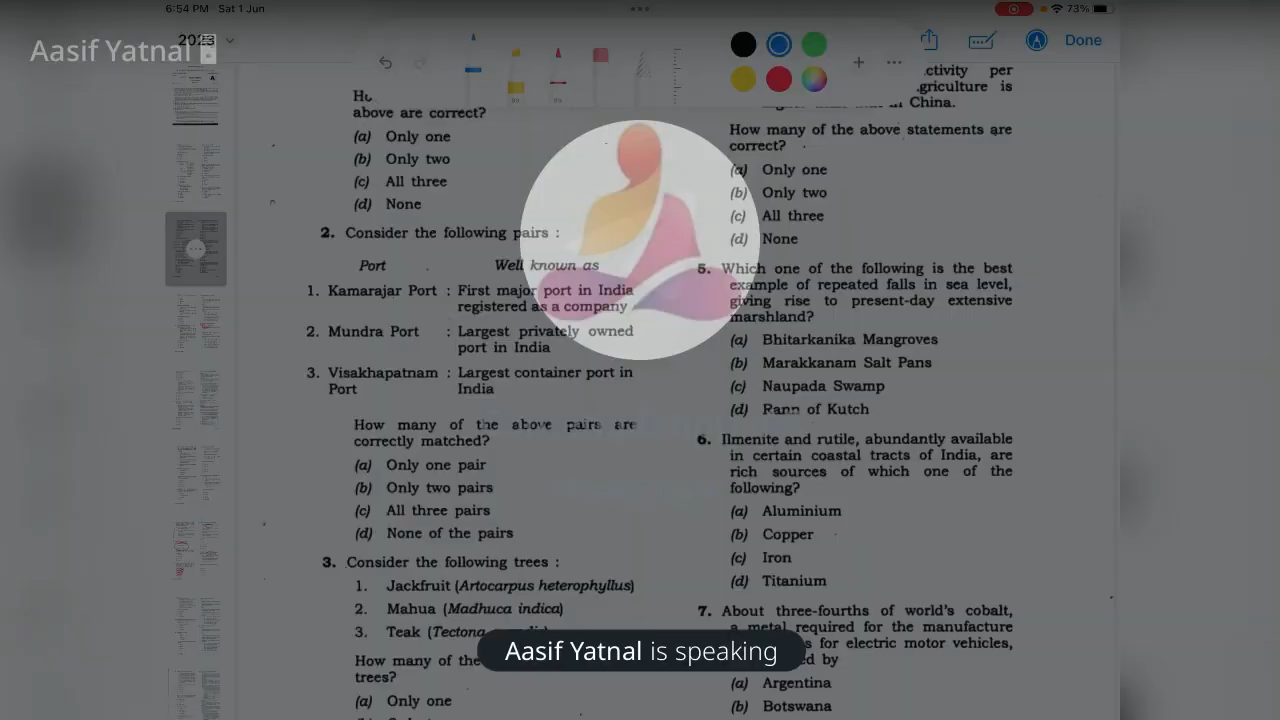 6:54 PM Sat 1 Jun
73%
Aasif Yatnal
2023
Done
above are correct?
(a) Only one
(b) Only two
(c) All three
(d) None
2. Consider the following pairs :
Port Well known as
1. Kamarajar Port : First major port in India
registered as a company
2. Mundra Port : Largest privately owned
port in India
3. Visakhapatnam : Largest container port in
Port India
How many of the above pairs are
correctly matched?
(a) Only one pair
(b) Only two pairs
(c) All three pairs
(d) None of the pairs
3. Consider the following trees :
1. Jackfruit (Artocarpus heterophyllus)
2. Mahua (Madhuca indica)
3. Teak (Tectona
How many of the
trees?
(a) Only one
ctivity per
griculture is
China.
How many of the above statements are
correct?
(a) Only one
(b) Only two
(c) All three
(d) None
5. Which one of the following is the best
example of repeated falls in sea level,
giving rise to present-day extensive
marshland?
(a) Bhitarkanika Mangroves
(b) Marakkanam Salt Pans
(c) Naupada Swamp
(d) Rann of Kutch
6. Ilmenite and rutile, abundantly available
in certain coastal tracts of India, are
rich sources of which one of the
following?
(a) Aluminium
(b) Copper
(c) Iron
(d) Titanium
7. About three-fourths of world's cobalt,
a metal required for the manufacture
for electric motor vehicles,
by
(a) Argentina
(b) Botswana
Aasif Yatnal is speaking